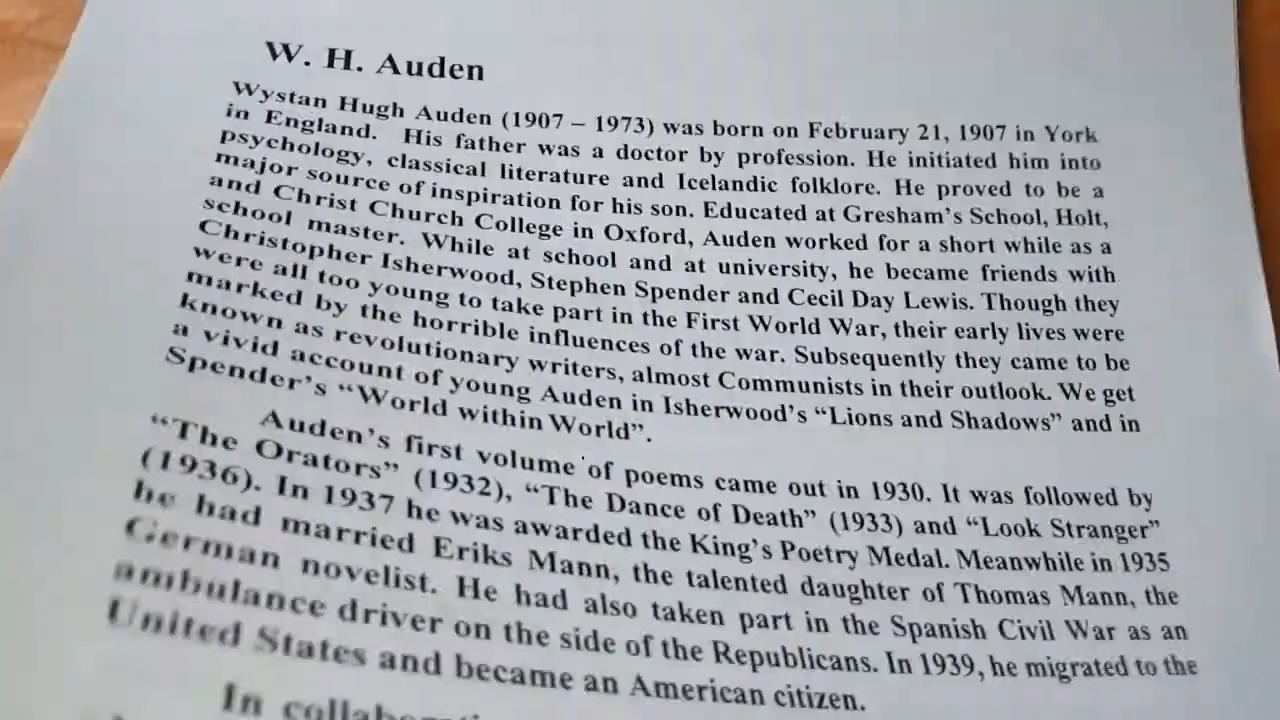 W. H. Auden
Wystan Hugh Auden (1907 – 1973) was born on February 21, 1907 in York
in England. His father was a doctor by profession. He initiated him into
psychology, classical literature and Icelandic folklore. He proved to be a
major source of inspiration for his son. Educated at Gresham's School, Holt,
and Christ Church College in Oxford, Auden worked for a short while as a
school master. While at school and at university, he became friends with
Christopher Isherwood, Stephen Spender and Cecil Day Lewis. Though they
were all too young to take part in the First World War, their early lives were
marked by the horrible influences of the war. Subsequently they came to be
known as revolutionary writers, almost Communists in their outlook. We get
a vivid account of young Auden in Isherwood's “Lions and Shadows” and in
Spender's “World within World”.
Auden's first volume of poems came out in 1930. It was followed by
“The Orators” (1932), “The Dance of Death” (1933) and “Look Stranger”
(1936). In 1937 he was awarded the King's Poetry Medal. Meanwhile in 1935
he had married Eriks Mann, the talented daughter of Thomas Mann, the
German novelist. He had also taken part in the Spanish Civil War as an
ambulance driver on the side of the Republicans. In 1939, he migrated to the
United States and became an American citizen.
In